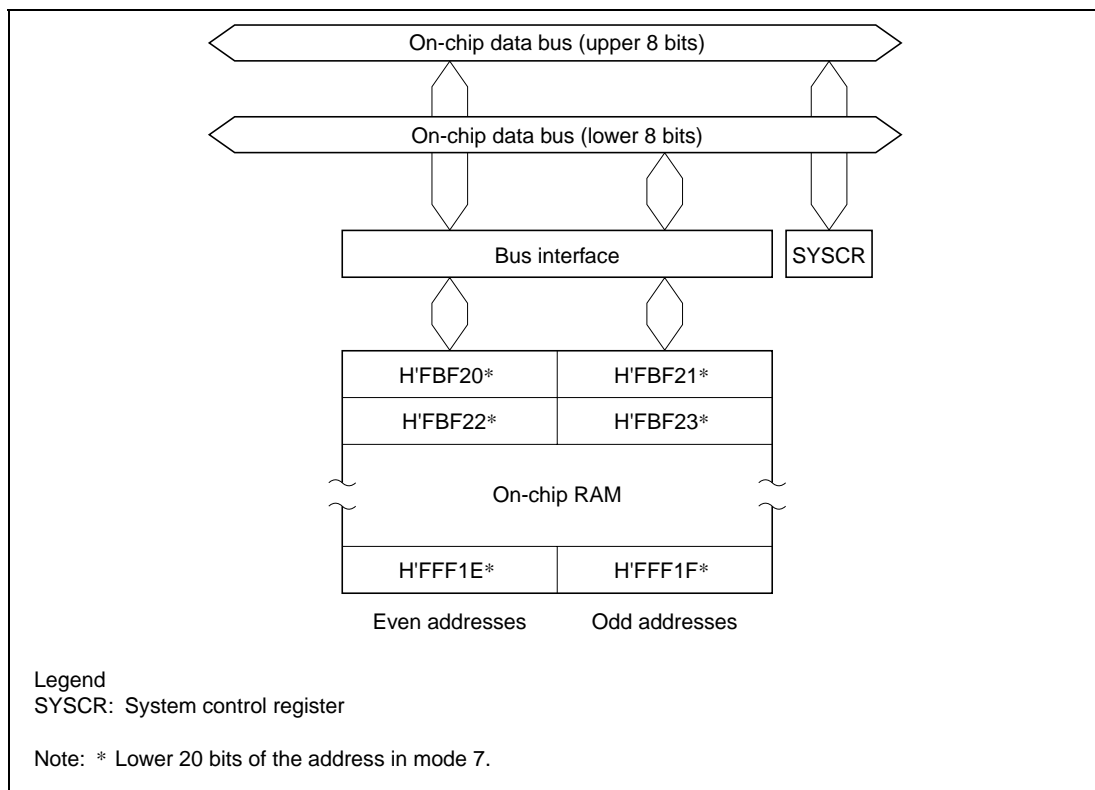 On-chip data bus (upper 8 bits)
On-chip data bus (lower 8 bits)
Bus interface
SYSCR
H'FBF20*
H'FBF21*
H'FBF22*
H'FBF23*
On-chip RAM
H'FFF1E*
H'FFF1F*
Even addresses
Odd addresses
Legend
SYSCR: System control register
Note: * Lower 20 bits of the address in mode 7.